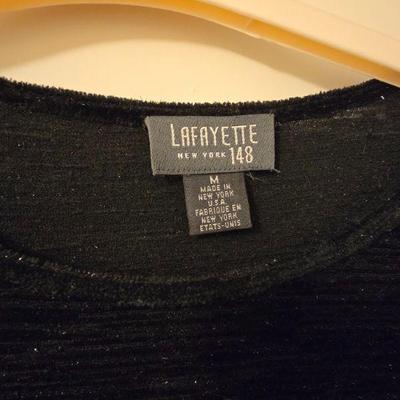 LAFAYETTE
NEW YORK 148
M
MADE IN
NEW YORK
U.S.A.
FABRIQUE EN
NEW YORK
ETATS-UNIS